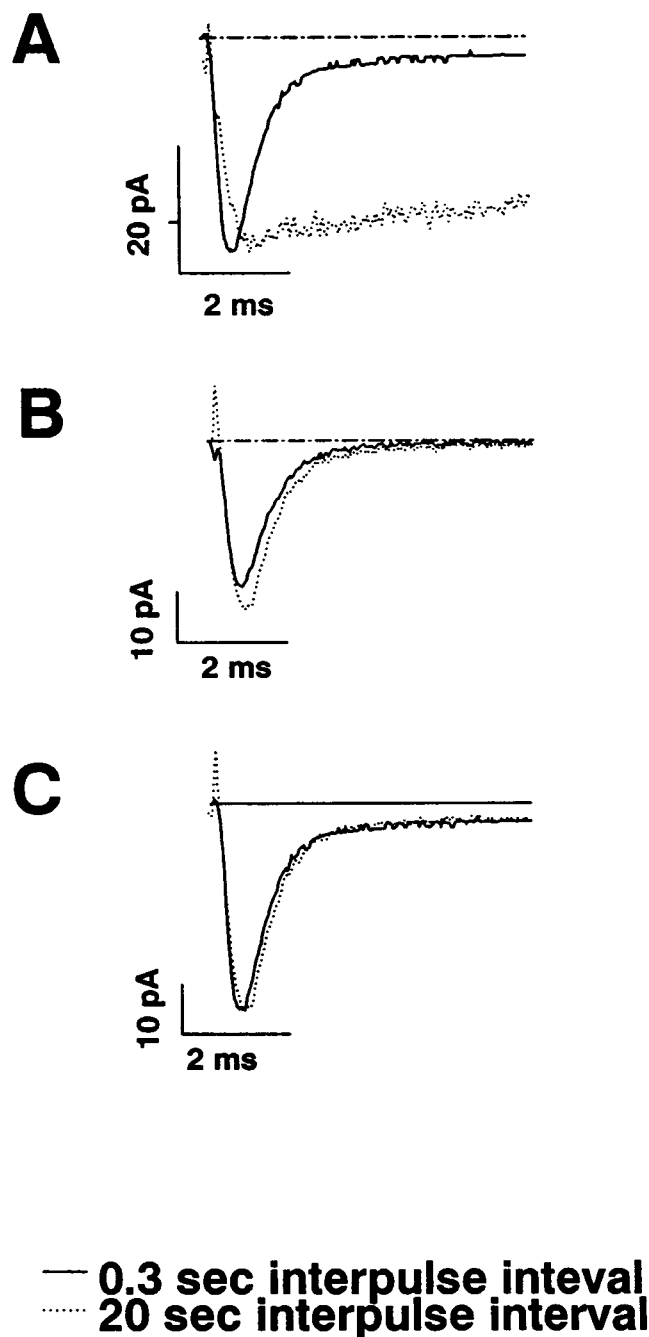 A
20 pA
2 ms
B
10 pA
2 ms
C
10 pA
2 ms
0.3 sec interpulse inteval
20 sec interpulse interval